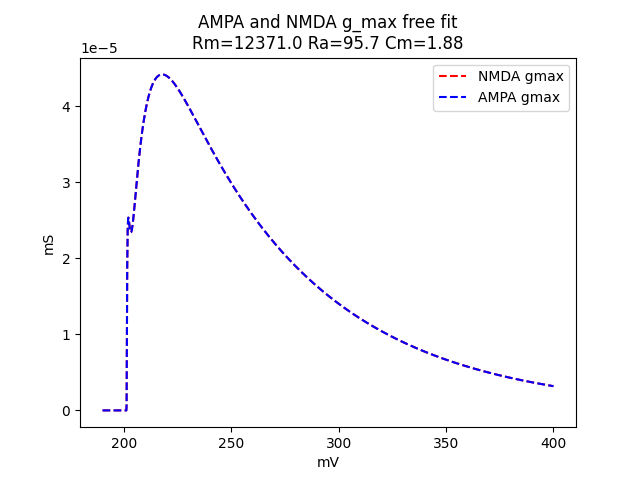 AMPA and NMDA g_max free fit
Rm=12371.0 Ra=95.7 Cm=1.88
1e−5
NMDA gmax
AMPA gmax
4
3
2
1
0
mS
200
250
300
350
400
mV